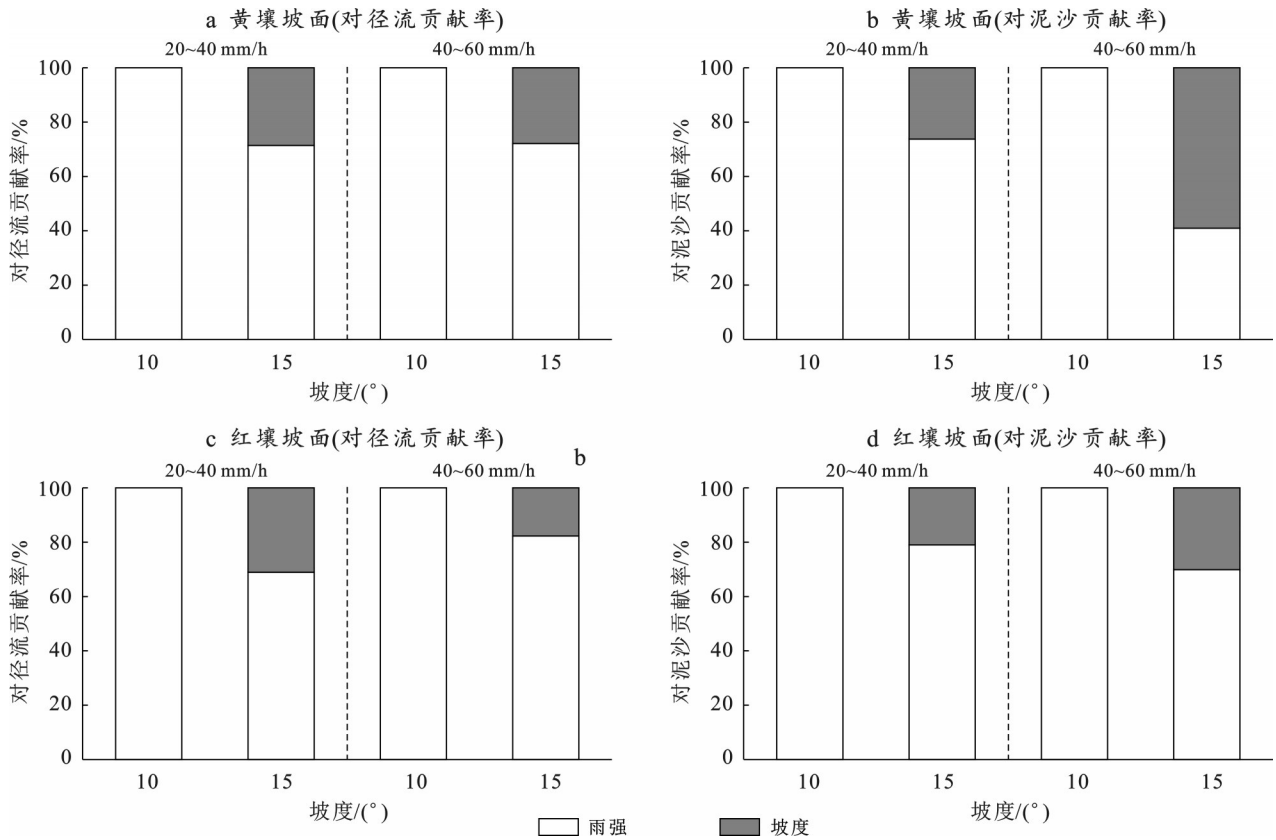 a 黄壤坡面(对径流贡献率)
20~40 mm/h 40~60 mm/h
对径流贡献率/%
100
80
60
40
20
0
10 15 10 15
坡度/(°)
b 黄壤坡面(对泥沙贡献率)
20~40 mm/h 40~60 mm/h
对泥沙贡献率/%
100
80
60
40
20
0
10 15 10 15
坡度/(°)
c 红壤坡面(对径流贡献率)
b
20~40 mm/h 40~60 mm/h
对径流贡献率/%
100
80
60
40
20
0
10 15 10 15
坡度/(°)
d 红壤坡面(对泥沙贡献率)
20~40 mm/h 40~60 mm/h
对泥沙贡献率/%
100
80
60
40
20
0
10 15 10 15
坡度/(°)
雨强 坡度